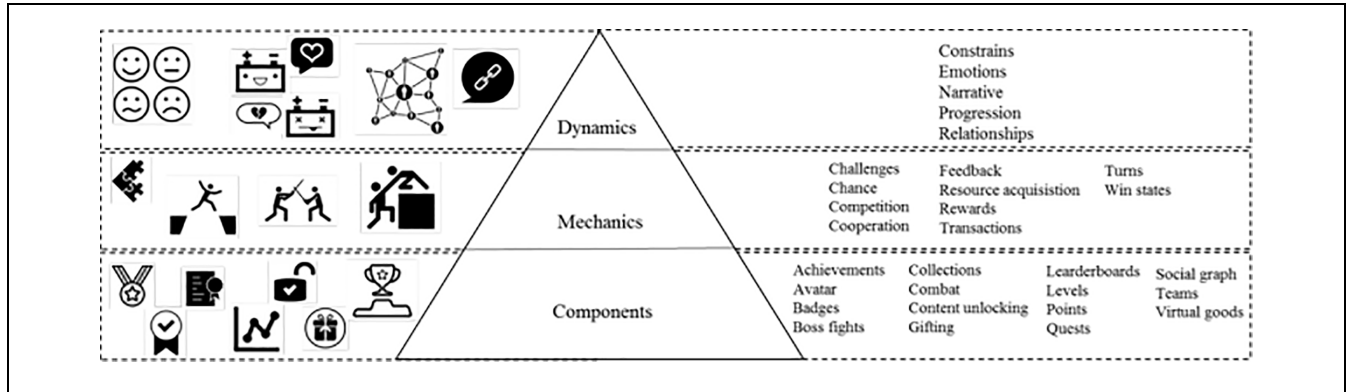 Dynamics
Constrains
Emotions
Narrative
Progression
Relationships
Mechanics
Challenges
Chance
Competition
Cooperation
Feedback
Resource acquisistion
Rewards
Transactions
Turns
Win states
Components
Achievements
Avatar
Badges
Boss fights
Collections
Combat
Content unlocking
Gifting
Learderboards
Levels
Points
Quests
Social graph
Teams
Virtual goods